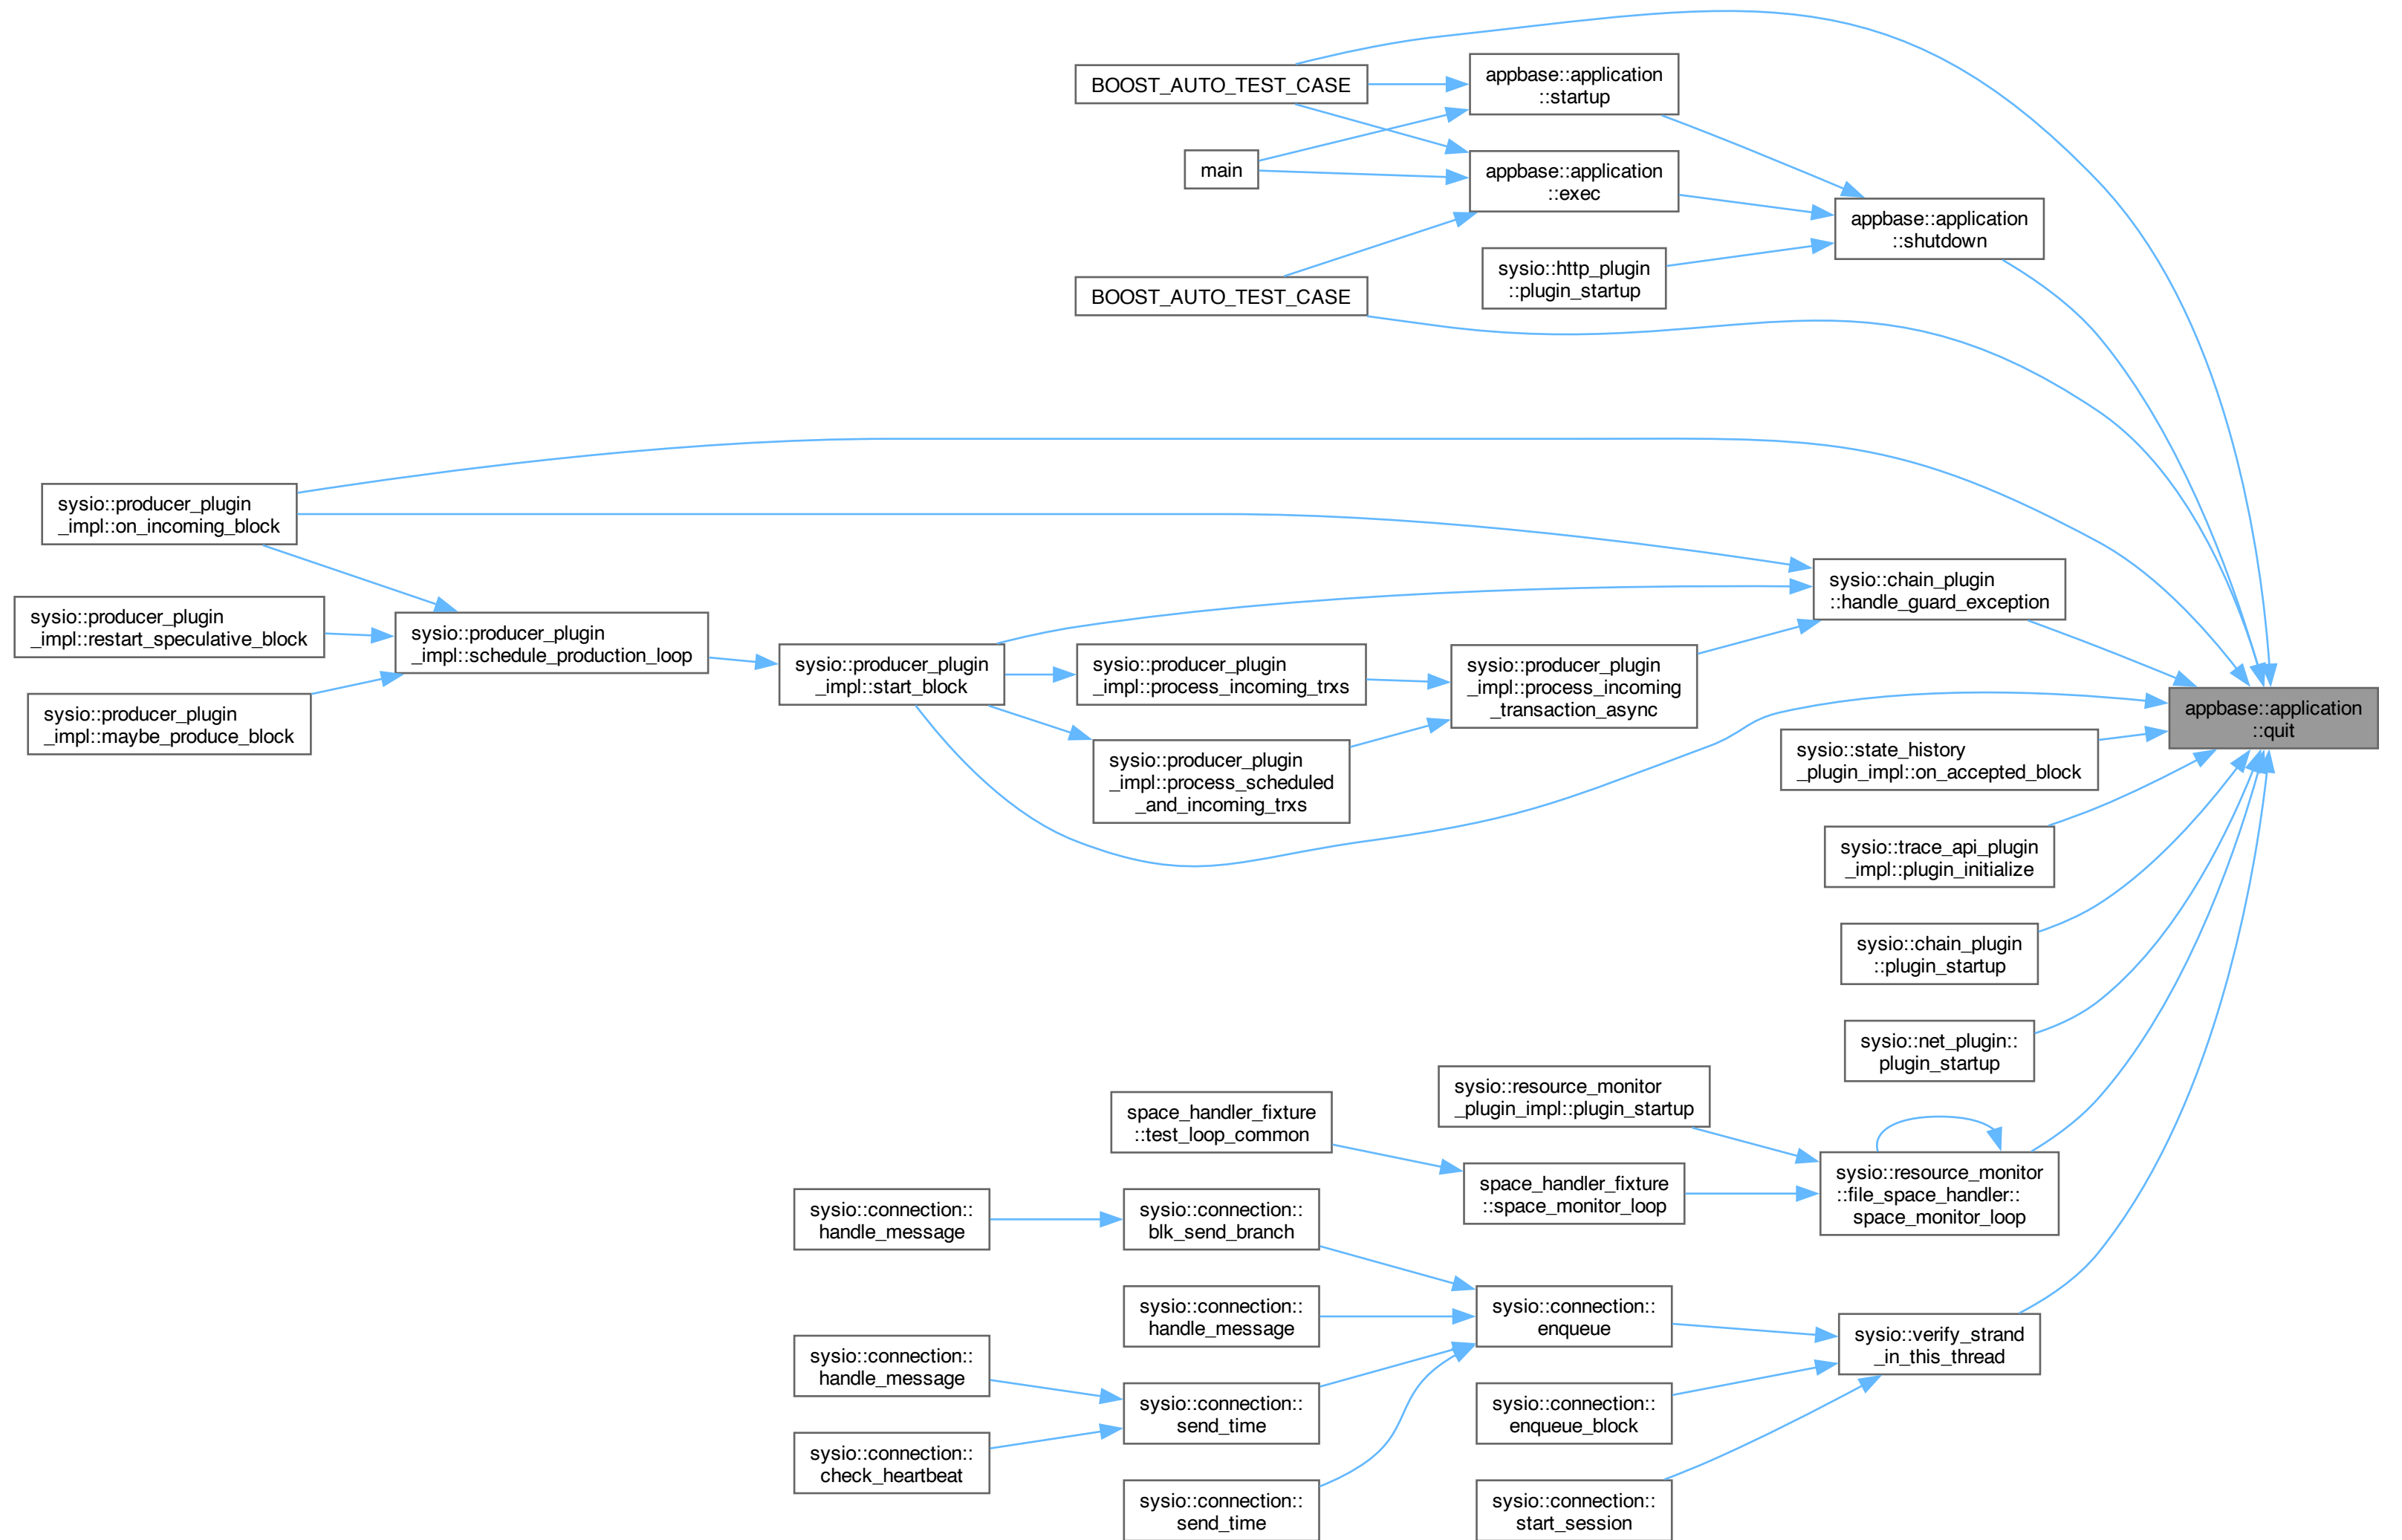 BOOST_AUTO_TEST_CASE
appbase::application
::startup
main
appbase::application
::exec
appbase::application
::shutdown
sysio::http_plugin
::plugin_startup
BOOST_AUTO_TEST_CASE
sysio::producer_plugin
_impl::on_incoming_block
sysio::chain_plugin
::handle_guard_exception
sysio::producer_plugin
_impl::restart_speculative_block
sysio::producer_plugin
_impl::schedule_production_loop
sysio::producer_plugin
_impl::start_block
sysio::producer_plugin
_impl::process_incoming_trxs
sysio::producer_plugin
_impl::process_incoming
_transaction_async
appbase::application
::quit
sysio::producer_plugin
_impl::maybe_produce_block
sysio::producer_plugin
_impl::process_scheduled
_and_incoming_trxs
sysio::state_history
_plugin_impl::on_accepted_block
sysio::trace_api_plugin
_impl::plugin_initialize
sysio::chain_plugin
::plugin_startup
sysio::net_plugin::
plugin_startup
sysio::resource_monitor
_plugin_impl::plugin_startup
space_handler_fixture
::test_loop_common
space_handler_fixture
::space_monitor_loop
sysio::resource_monitor
::file_space_handler::
space_monitor_loop
sysio::connection::
handle_message
sysio::connection::
blk_send_branch
sysio::connection::
handle_message
sysio::connection::
enqueue
sysio::verify_strand
_in_this_thread
sysio::connection::
handle_message
sysio::connection::
send_time
sysio::connection::
enqueue_block
sysio::connection::
check_heartbeat
sysio::connection::
send_time
sysio::connection::
start_session